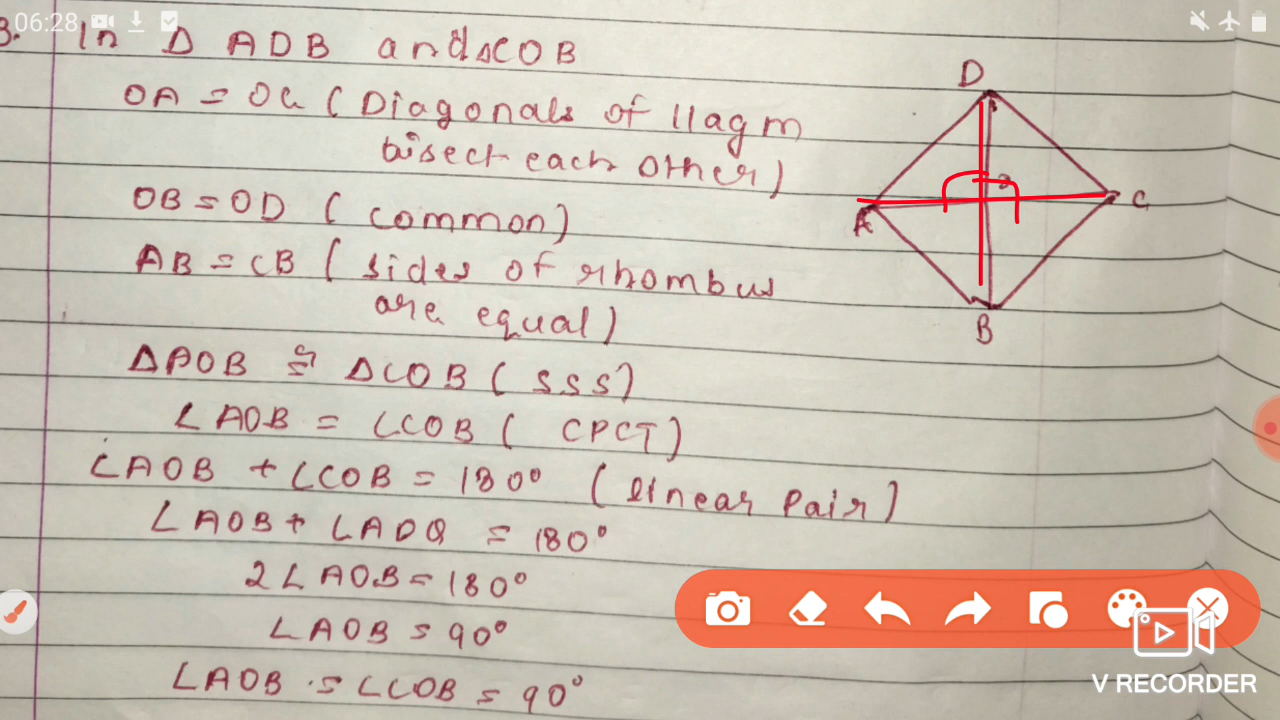 06:28
3. In Δ ADB and ΔCOB
OA = OC (Diagonals of llagm
bisect each other)
OB = OD (common)
AB = CB (sides of rhombus
are equal)
ΔAOB ≅ ΔCOB (SSS)
∠AOB = ∠COB (CPCT)
∠AOB + ∠COB = 180° (linear pair)
∠AOB + ∠AOB = 180°
2∠AOB = 180°
∠AOB = 90°
∠AOB = ∠COB = 90°
D
A
C
B
V RECORDER